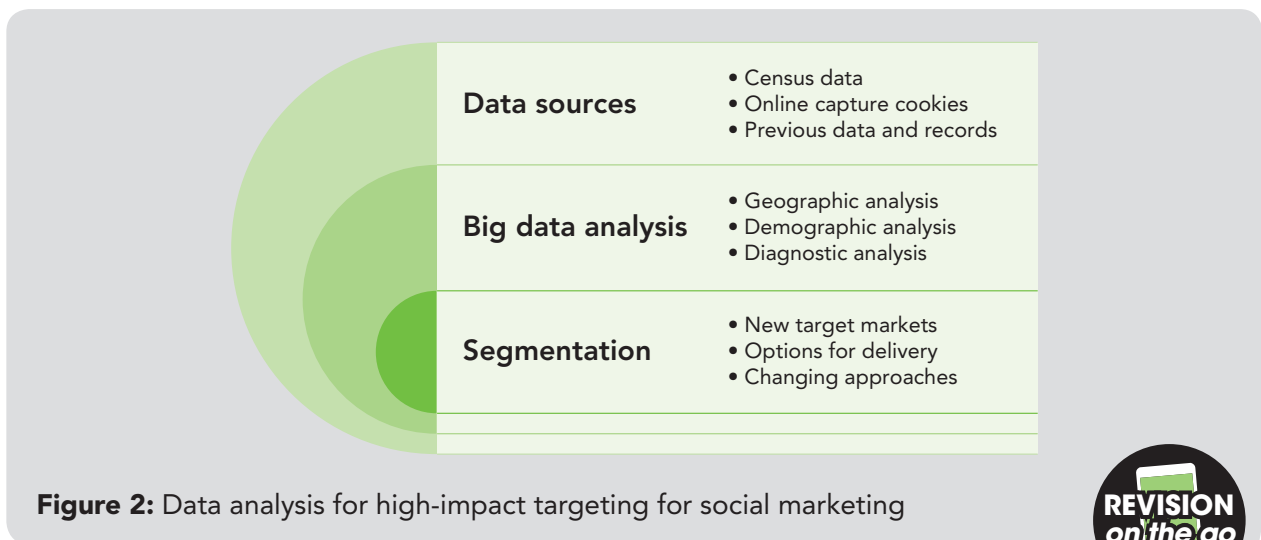 Data sources
• Census data
• Online capture cookies
• Previous data and records
Big data analysis
• Geographic analysis
• Demographic analysis
• Diagnostic analysis
Segmentation
• New target markets
• Options for delivery
• Changing approaches
Figure 2: Data analysis for high-impact targeting for social marketing
REVISION
on the go